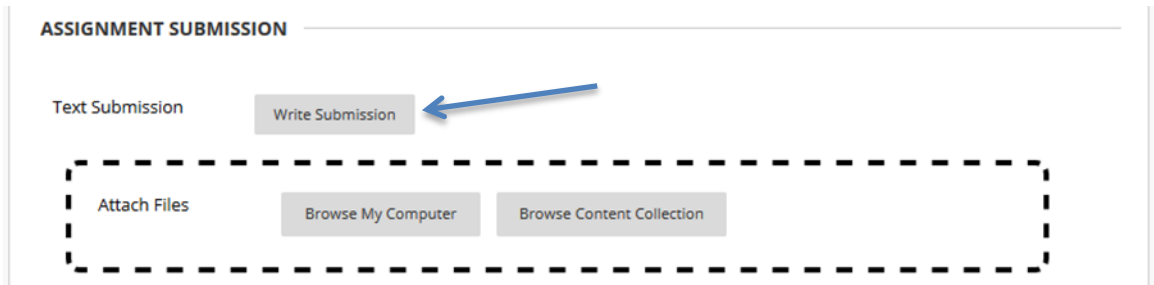 ASSIGNMENT SUBMISSION
Text Submission Write Submission
Attach Files Browse My Computer Browse Content Collection